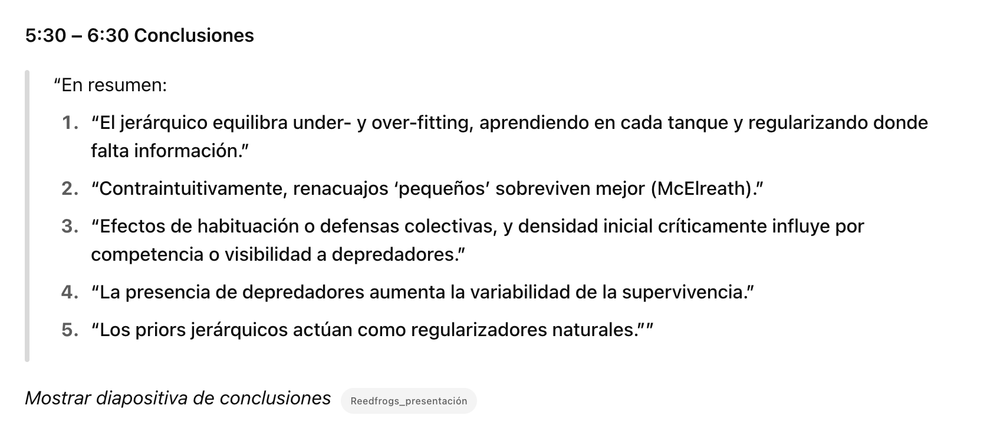 5:30 – 6:30 Conclusiones
“En resumen:
1. “El jerárquico equilibra under- y over-fitting, aprendiendo en cada tanque y regularizando donde
falta información.”
2. “Contraintuitivamente, renacuajos ‘pequeños’ sobreviven mejor (McElreath).”
3. “Efectos de habituación o defensas colectivas, y densidad inicial críticamente influye por
competencia o visibilidad a depredadores.”
4. “La presencia de depredadores aumenta la variabilidad de la supervivencia.”
5. “Los priors jerárquicos actúan como regularizadores naturales.””
Mostrar diapositiva de conclusiones Reedfrogs_presentación